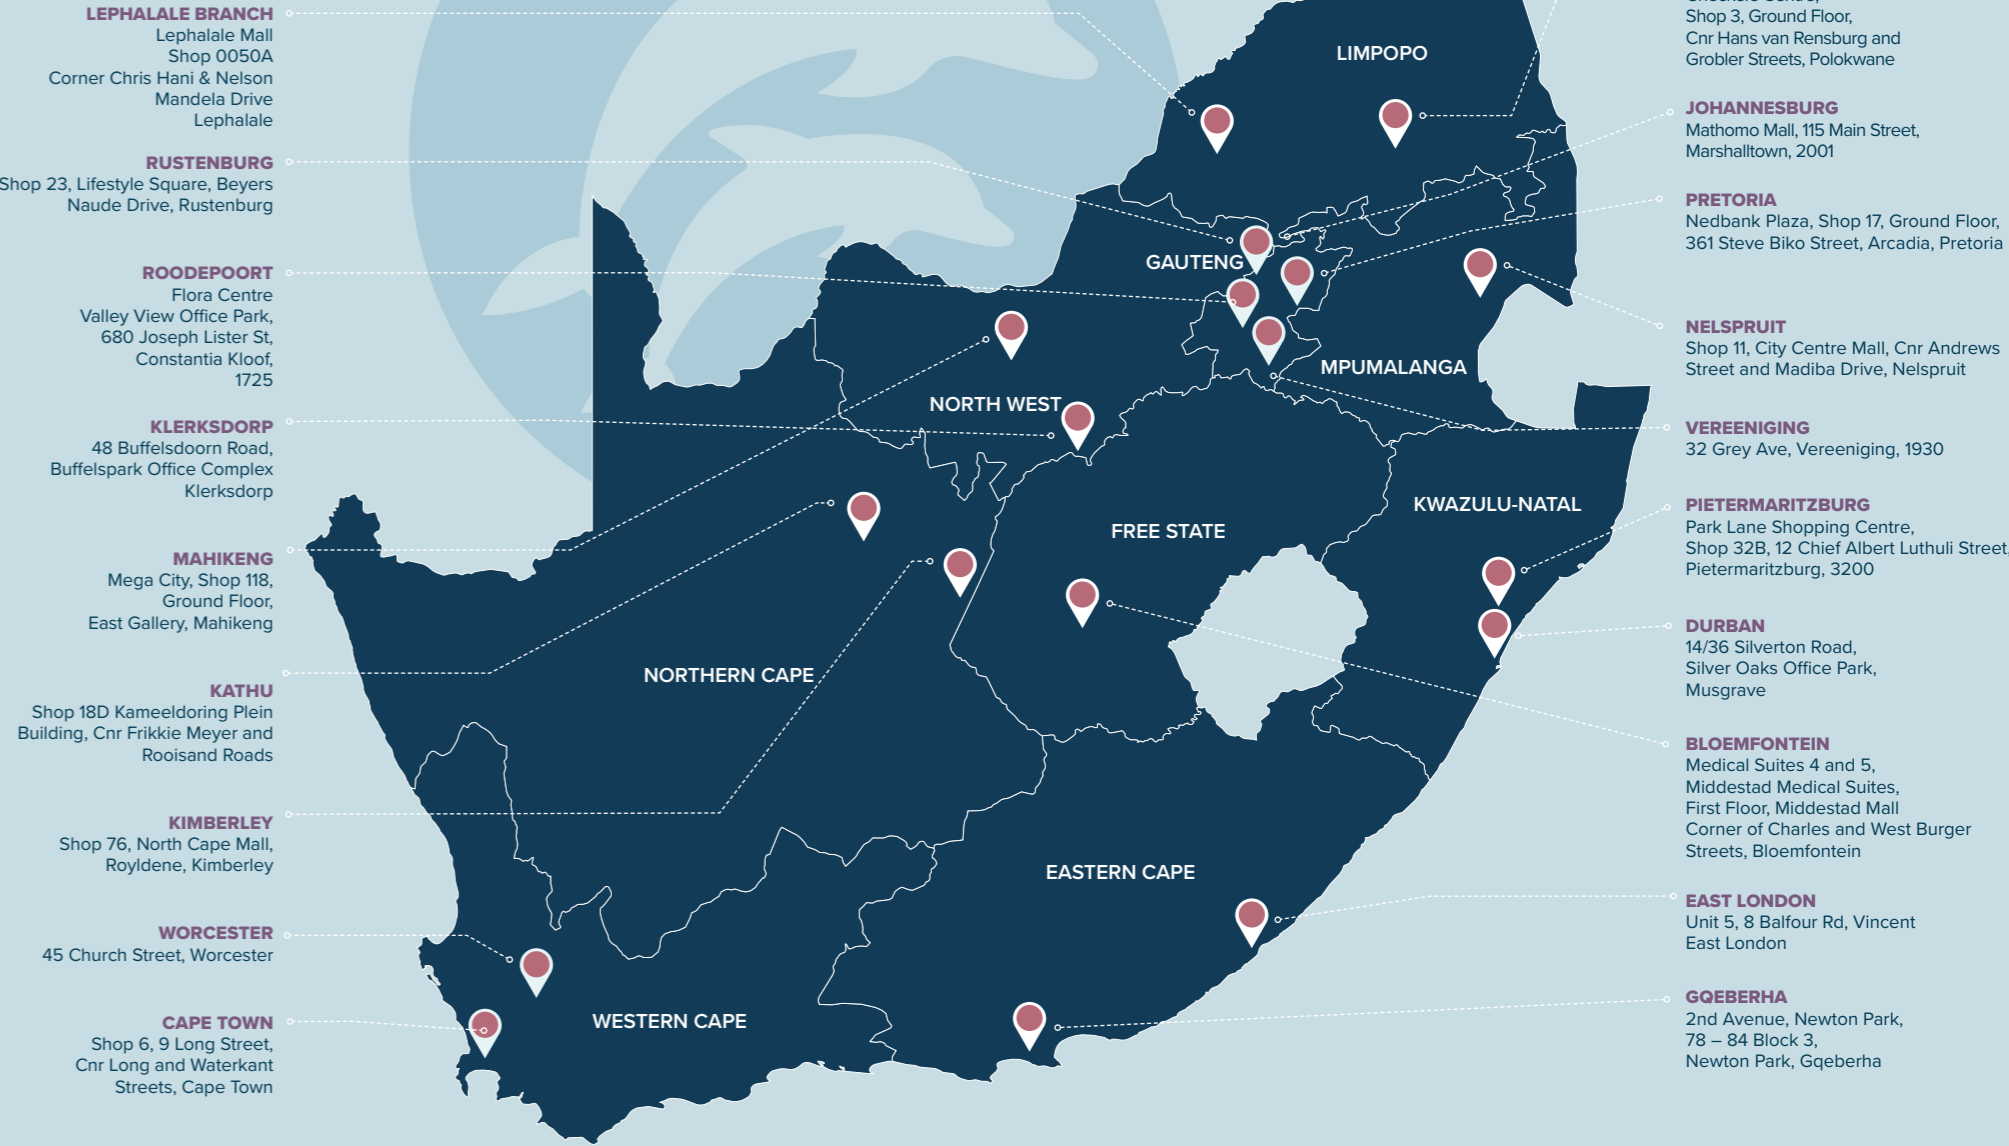 LEPHALALE BRANCH
Lephalale Mall
Shop 0050A
Corner Chris Hani & Nelson
Mandela Drive
Lephalale
RUSTENBURG
Shop 23, Lifestyle Square, Beyers
Naude Drive, Rustenburg
ROODEPOORT
Flora Centre
Valley View Office Park,
680 Joseph Lister St,
Constantia Kloof,
1725
KLERKSDORP
48 Buffelsdoorn Road,
Buffelspark Office Complex
Klerksdorp
MAHIKENG
Mega City, Shop 118,
Ground Floor,
East Gallery, Mahikeng
KATHU
Shop 18D Kameeldoring Plein
Building, Cnr Frikkie Meyer and
Rooisand Roads
KIMBERLEY
Shop 76, North Cape Mall,
Royldene, Kimberley
WORCESTER
45 Church Street, Worcester
CAPE TOWN
Shop 6, 9 Long Street,
Cnr Long and Waterkant
Streets, Cape Town
LIMPOPO
GAUTENG
MPUMALANGA
NORTH WEST
KWAZULU-NATAL
FREE STATE
NORTHERN CAPE
EASTERN CAPE
WESTERN CAPE
Shop 3, Ground Floor,
Cnr Hans van Rensburg and
Grobler Streets, Polokwane
JOHANNESBURG
Mathomo Mall, 115 Main Street,
Marshalltown, 2001
PRETORIA
Nedbank Plaza, Shop 17, Ground Floor,
361 Steve Biko Street, Arcadia, Pretoria
NELSPRUIT
Shop 11, City Centre Mall, Cnr Andrews
Street and Madiba Drive, Nelspruit
VEREENIGING
32 Grey Ave, Vereeniging, 1930
PIETERMARITZBURG
Park Lane Shopping Centre,
Shop 32B, 12 Chief Albert Luthuli Street,
Pietermaritzburg, 3200
DURBAN
14/36 Silverton Road,
Silver Oaks Office Park,
Musgrave
BLOEMFONTEIN
Medical Suites 4 and 5,
Middestad Medical Suites,
First Floor, Middestad Mall
Corner of Charles and West Burger
Streets, Bloemfontein
EAST LONDON
Unit 5, 8 Balfour Rd, Vincent
East London
GQEBERHA
2nd Avenue, Newton Park,
78 – 84 Block 3,
Newton Park, Gqeberha